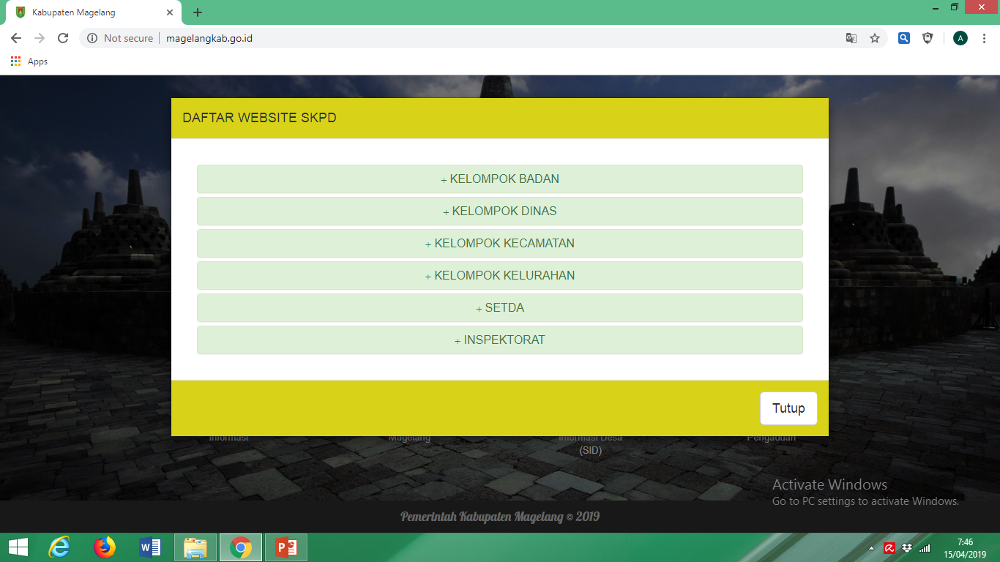 Kabupaten Magelang
Not secure
magelangkab.go.id
A
Apps
DAFTAR WEBSITE SKPD
+ KELOMPOK BADAN
+ KELOMPOK DINAS
+ KELOMPOK KECAMATAN
+ KELOMPOK KELURAHAN
+ SETDA
+ INSPEKTORAT
Tutup
Informasi
Magelang
Informasi Desa
Pengaduan
(SID)
Activate Windows
Go to PC settings to activate Windows.
Pemerintah Kabupaten Magelang © 2019
7:46
15/04/2019